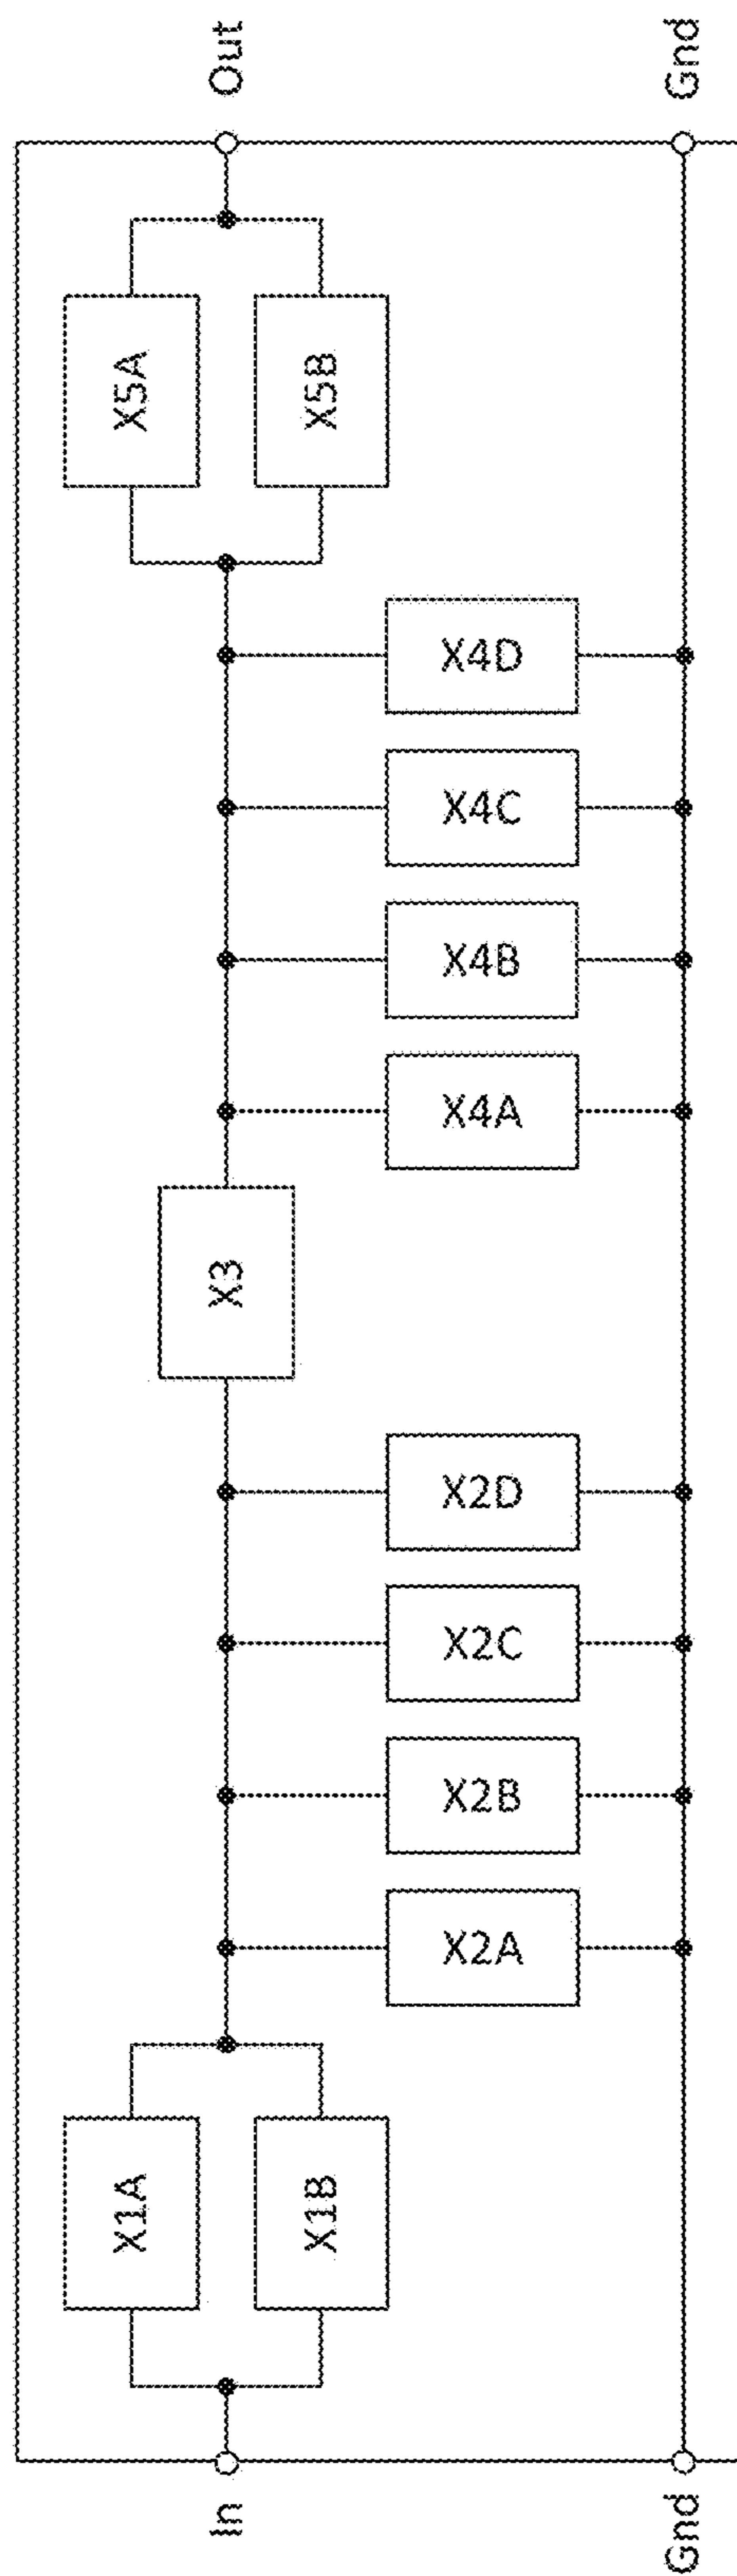 Out
Gnd
X5A
X5B
X4D
X4C
X4B
X4A
X3
X2D
X2C
X2B
X2A
X1A
X1B
In
Gnd